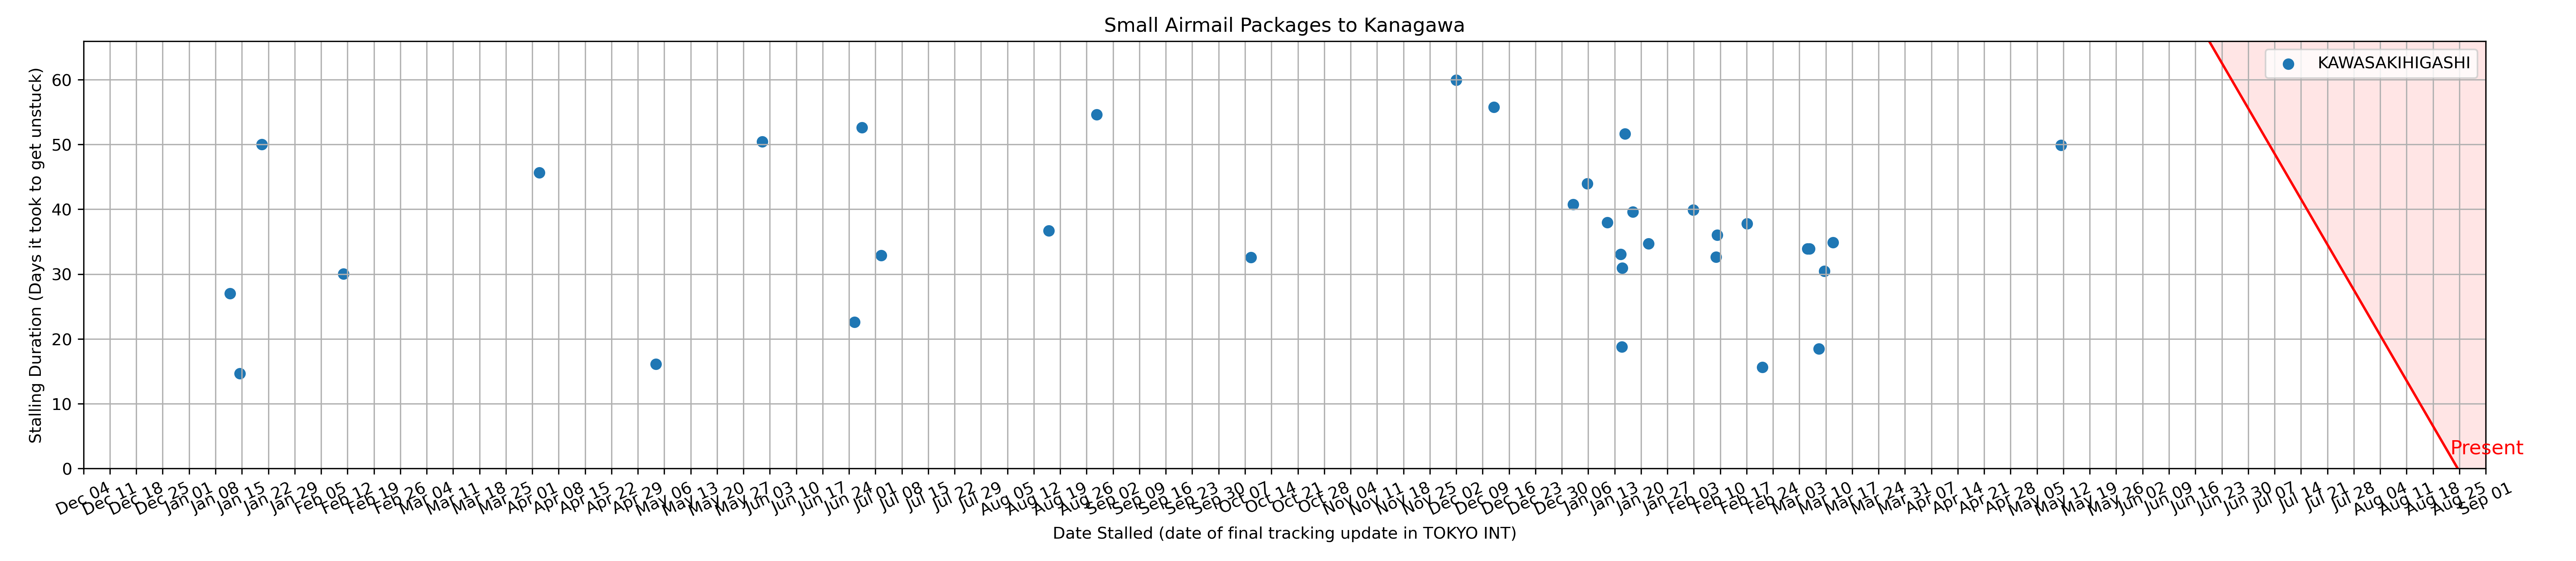 Small Airmail Packages to Kanagawa
KAWASAKIHIGASHI
Stalling Duration (Days it took to get unstuck)
60
50
40
30
20
10
0
Present
Dec 04 Dec 11 Dec 18 Dec 25 Jan 01 Jan 08 Jan 15 Jan 22 Jan 29 Feb 05 Feb 12 Feb 19 Feb 26 Mar 04 Mar 11 Mar 18 Mar 25 Apr 01 Apr 08 Apr 15 Apr 22 Apr 29 May 06 May 13 May 20 May 27 Jun 03 Jun 10 Jun 17 Jun 24 Jul 01 Jul 08 Jul 15 Jul 22 Jul 29 Aug 05 Aug 12 Aug 19 Aug 26 Sep 02 Sep 09 Sep 16 Sep 23 Sep 30 Oct 07 Oct 14 Oct 21 Oct 28 Nov 04 Nov 11 Nov 18 Nov 25 Dec 02 Dec 09 Dec 16 Dec 23 Dec 30 Jan 06 Jan 13 Jan 20 Jan 27 Feb 03 Feb 10 Feb 17 Feb 24 Mar 03 Mar 10 Mar 17 Mar 24 Mar 31 Apr 07 Apr 14 Apr 21 Apr 28 May 05 May 12 May 19 May 26 Jun 02 Jun 09 Jun 16 Jun 23 Jun 30 Jul 07 Jul 14 Jul 21 Jul 28 Aug 04 Aug 11 Aug 18 Aug 25 Sep 01
Date Stalled (date of final tracking update in TOKYO INT)